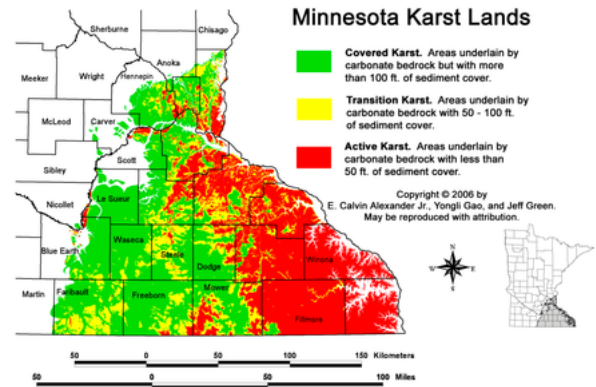 Minnesota Karst Lands
Covered Karst. Areas underlain by
carbonate bedrock but with more
than 100 ft. of sediment cover.
Transition Karst. Areas underlain by
carbonate bedrock with 50 - 100 ft.
of sediment cover.
Active Karst. Areas underlain by
carbonate bedrock with less than
50 ft. of sediment cover.
Copyright © 2006 by
E. Calvin Alexander Jr., Yongli Gao, and Jeff Green.
May be reproduced with attribution.
Sherburne
Chisago
Anoka
Meeker
Wright
Hennepin
McLeod
Carver
Scott
Sibley
Nicollet
Le Sueur
Waseca
Blue Earth
Steele
Dodge
Winona
Martin
Faribault
Freeborn
Mower
Fillmore
N
W
E
S
50 0 50 100 150 Kilometers
50 0 50 100 Miles